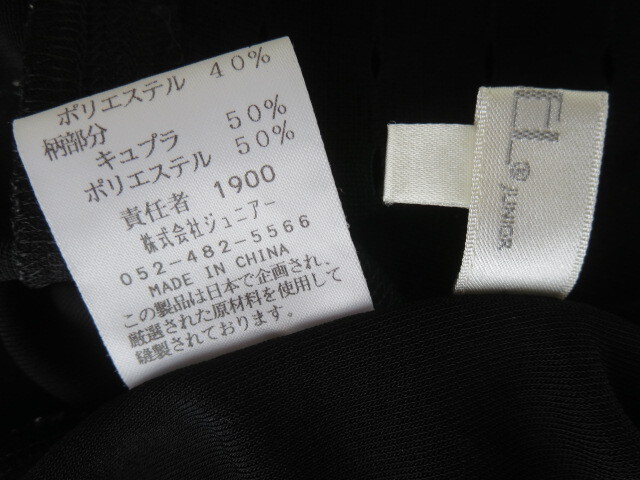 ポリエステル 40%
柄部分
キュプラ 50%
ポリエステル 50%
責任者 1900
株式会社ジュニアー
052-482-5566
MADE IN CHINA
この製品は日本で企画され、
厳選された原材料を使用して
縫製されております。
EL®
JUNIOR